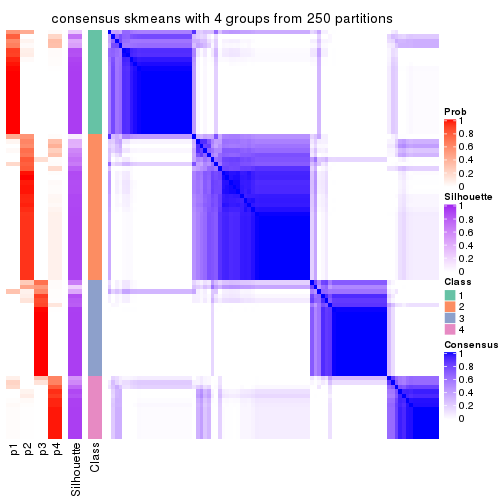 consensus skmeans with 4 groups from 250 partitions
Prob
1
0.8
0.6
0.4
0.2
0
Silhouette
1
0.8
0.6
0.4
0.2
0
Class
1
2
3
4
Consensus
1
0.8
0.6
0.4
0.2
0
p1
p2
p3
p4
Silhouette
Class